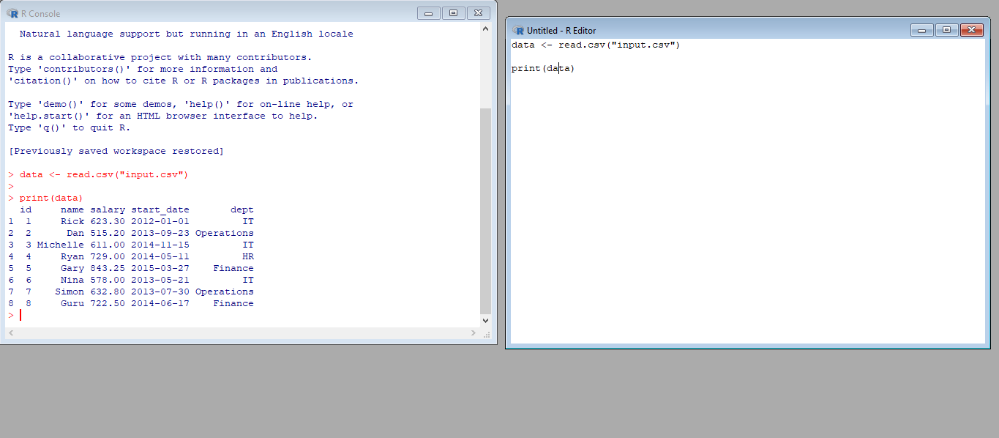 R Console
Natural language support but running in an English locale
R is a collaborative project with many contributors.
Type 'contributors()' for more information and
'citation()' on how to cite R or R packages in publications.
Type 'demo()' for some demos, 'help()' for on-line help, or
'help.start()' for an HTML browser interface to help.
Type 'q()' to quit R.
[Previously saved workspace restored]
> data <- read.csv("input.csv")
>
> print(data)
  id     name salary start_date       dept
1  1     Rick 623.30 2012-01-01         IT
2  2      Dan 515.20 2013-09-23 Operations
3  3 Michelle 611.00 2014-11-15         IT
4  4     Ryan 729.00 2014-05-11         HR
5  5     Gary 843.25 2015-03-27    Finance
6  6     Nina 578.00 2013-05-21         IT
7  7    Simon 632.80 2013-07-30 Operations
8  8     Guru 722.50 2014-06-17    Finance
>
Untitled - R Editor
data <- read.csv("input.csv")
print(data)